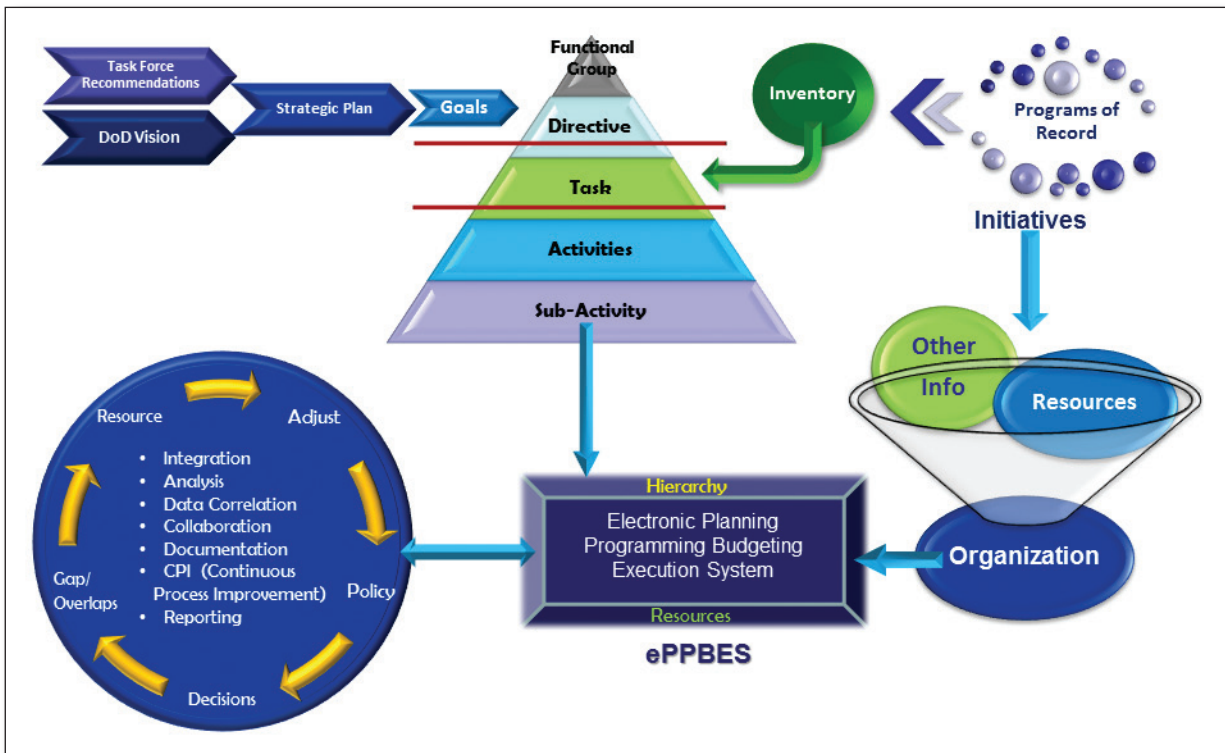 Task Force
Recommendations
DoD Vision
Strategic Plan
Goals
Functional
Group
Directive
Task
Activities
Sub-Activity
Inventory
Programs of
Record
Initiatives
Other
Info
Resources
Organization
Hierarchy
Electronic Planning
Programming Budgeting
Execution System
Resources
ePPBES
Resource
Adjust
Policy
Decisions
Gap/
Overlaps
• Integration
• Analysis
• Data Correlation
• Collaboration
• Documentation
• CPI (Continuous
Process Improvement)
• Reporting